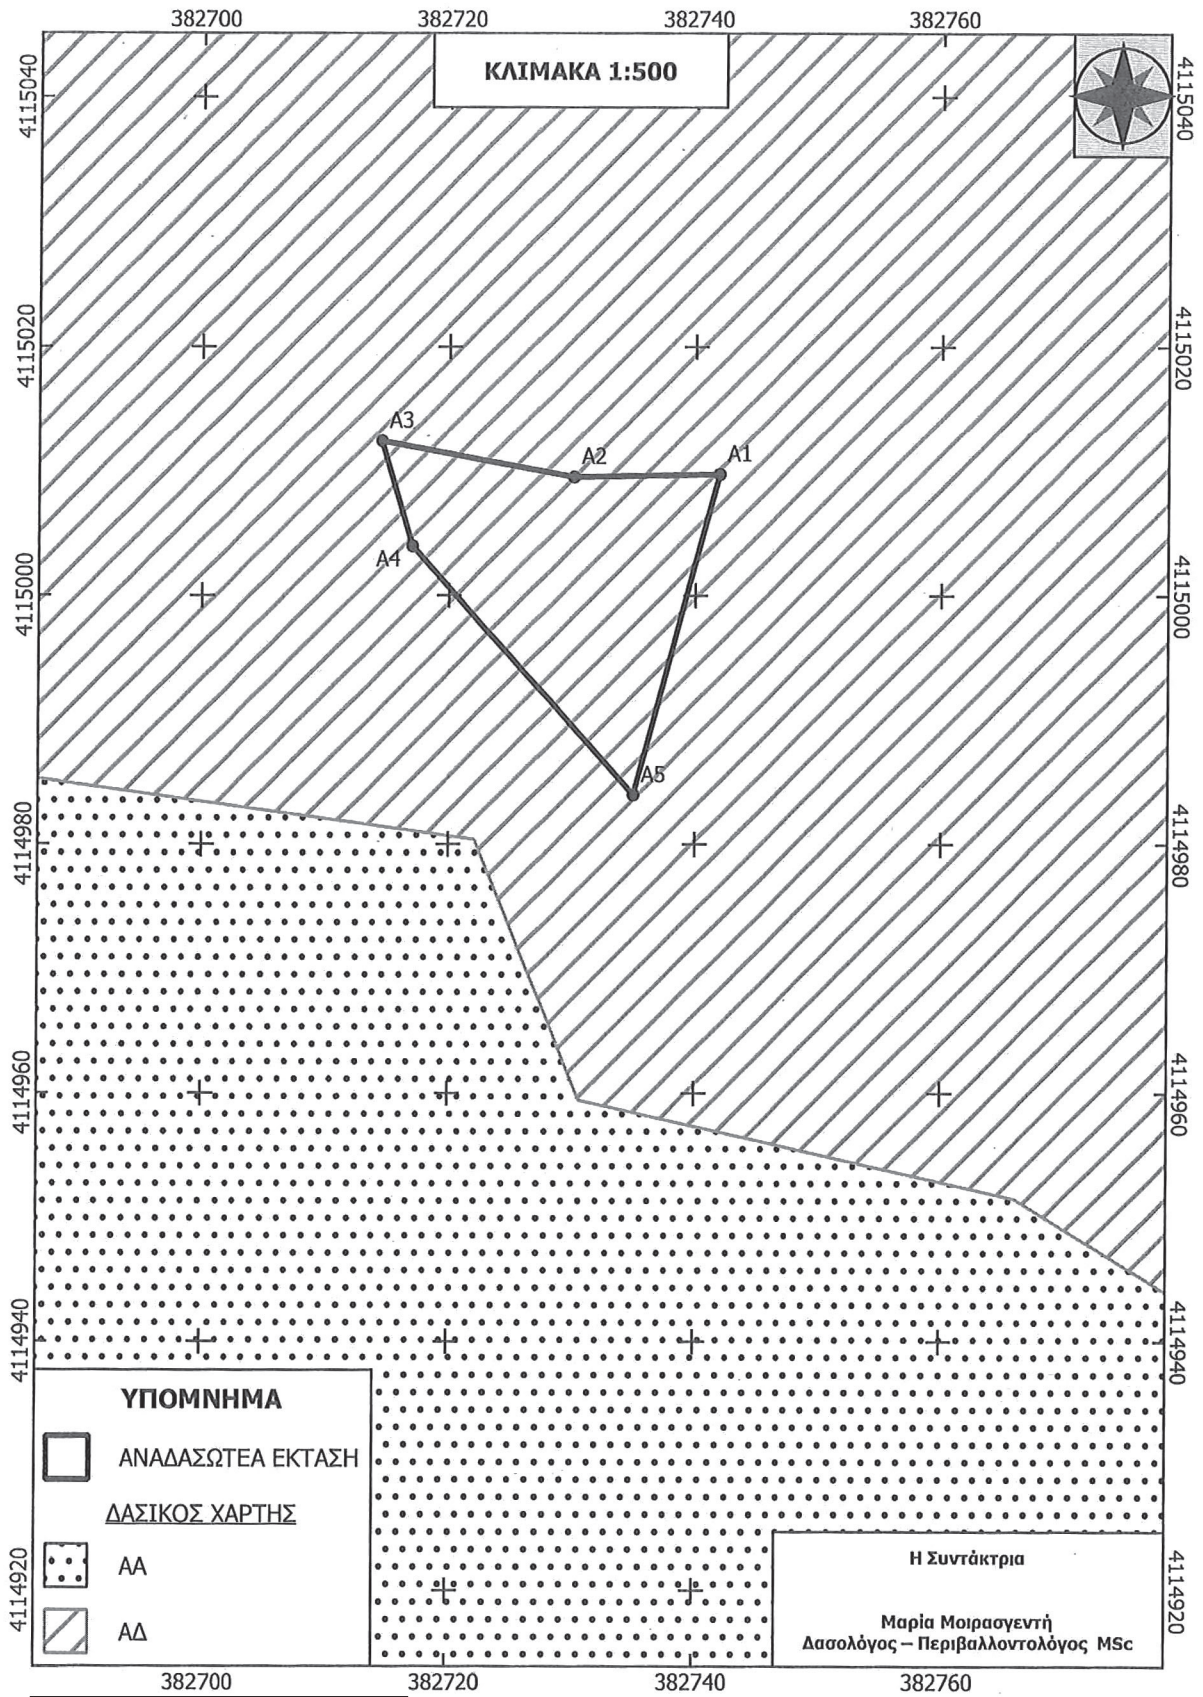 382700 382720 382740 382760
ΚΛΙΜΑΚΑ 1:500
4115040 4115040
4115020 4115020
A3
A2 A1
A4
4115000 4115000
A5
4114980 4114980
4114960 4114960
4114940 4114940
ΥΠΟΜΝΗΜΑ
ΑΝΑΔΑΣΩΤΕΑ ΕΚΤΑΣΗ
ΔΑΣΙΚΟΣ ΧΑΡΤΗΣ
ΑΑ
ΑΔ
4114920 4114920
Η Συντάκτρια
Μαρία Μοιρασγεντή
Δασολόγος – Περιβαλλοντολόγος MSc
382700 382720 382740 382760